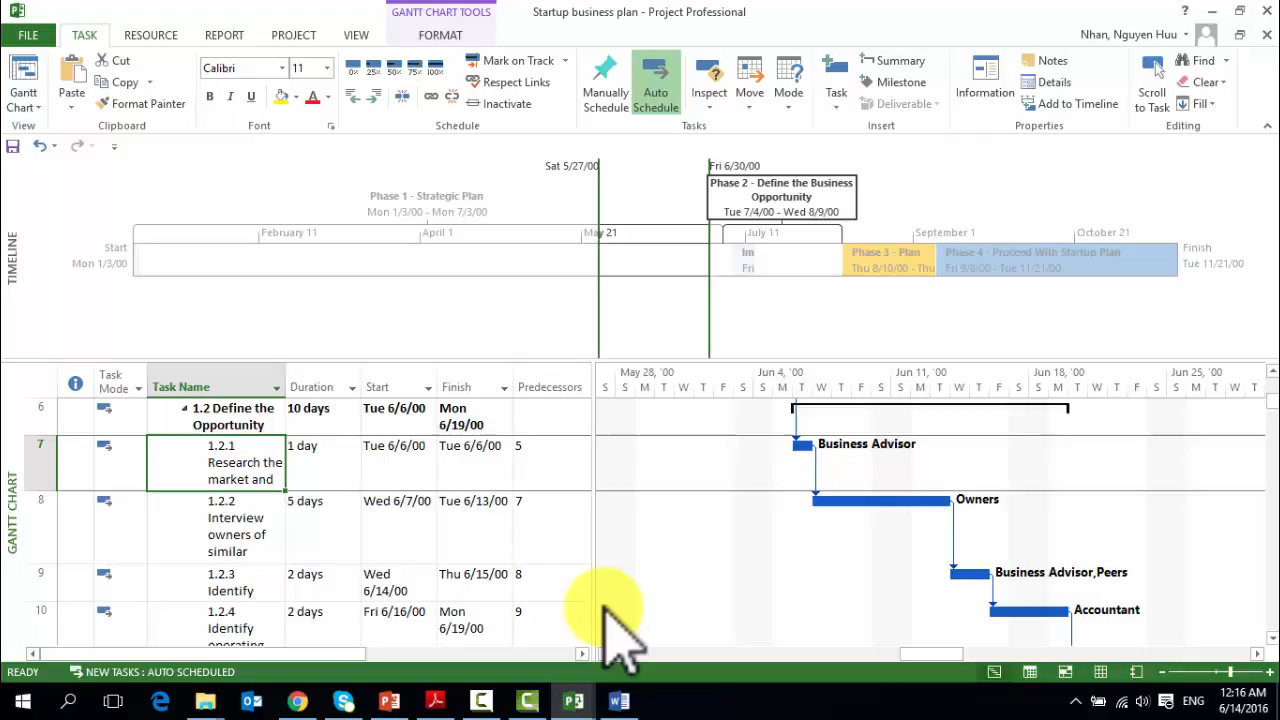 GANTT CHART TOOLS
Startup business plan - Project Professional
?
FILE
TASK
RESOURCE
REPORT
PROJECT
VIEW
FORMAT
Nhan, Nguyen Huu
Gantt Chart
View
Paste
Cut
Copy
Format Painter
Clipboard
Calibri
11
B I U
A
Font
0% 25% 50% 75% 100%
Mark on Track
Respect Links
Inactivate
Schedule
Manually Schedule
Auto Schedule
Inspect
Move
Mode
Tasks
Task
Summary
Milestone
Deliverable
Insert
Information
Notes
Details
Add to Timeline
Properties
Scroll to Task
Find
Clear
Fill
Editing
TIMELINE
Sat 5/27/00
Fri 6/30/00
Phase 1 - Strategic Plan
Mon 1/3/00 - Mon 7/3/00
Phase 2 - Define the Business
Opportunity
Tue 7/4/00 - Wed 8/9/00
February 11
April 1
May 21
July 11
September 1
October 21
Start
Mon 1/3/00
Im
Fri
Phase 3 - Plan
Thu 8/10/00 - Thu
Phase 4 - Proceed With Startup Plan
Fri 9/8/00 - Tue 11/21/00
Finish
Tue 11/21/00
GANTT CHART
Task Mode
Task Name
Duration
Start
Finish
Predecessors
May 28, '00
Jun 4, '00
Jun 11, '00
Jun 18, '00
Jun 25, '00
S S M T W T F S S T W T F S S M T W T F S S M T W T F S S M T W T
6 1.2 Define the Opportunity 10 days Tue 6/6/00 Mon 6/19/00
7 1.2.1 Research the market and 1 day Tue 6/6/00 Tue 6/6/00 5
Business Advisor
8 1.2.2 Interview owners of similar 5 days Wed 6/7/00 Tue 6/13/00 7
Owners
9 1.2.3 Identify 2 days Wed 6/14/00 Thu 6/15/00 8
Business Advisor,Peers
10 1.2.4 Identify operating 2 days Fri 6/16/00 Mon 6/19/00 9
Accountant
READY
NEW TASKS : AUTO SCHEDULED
ENG
12:16 AM
6/14/2016